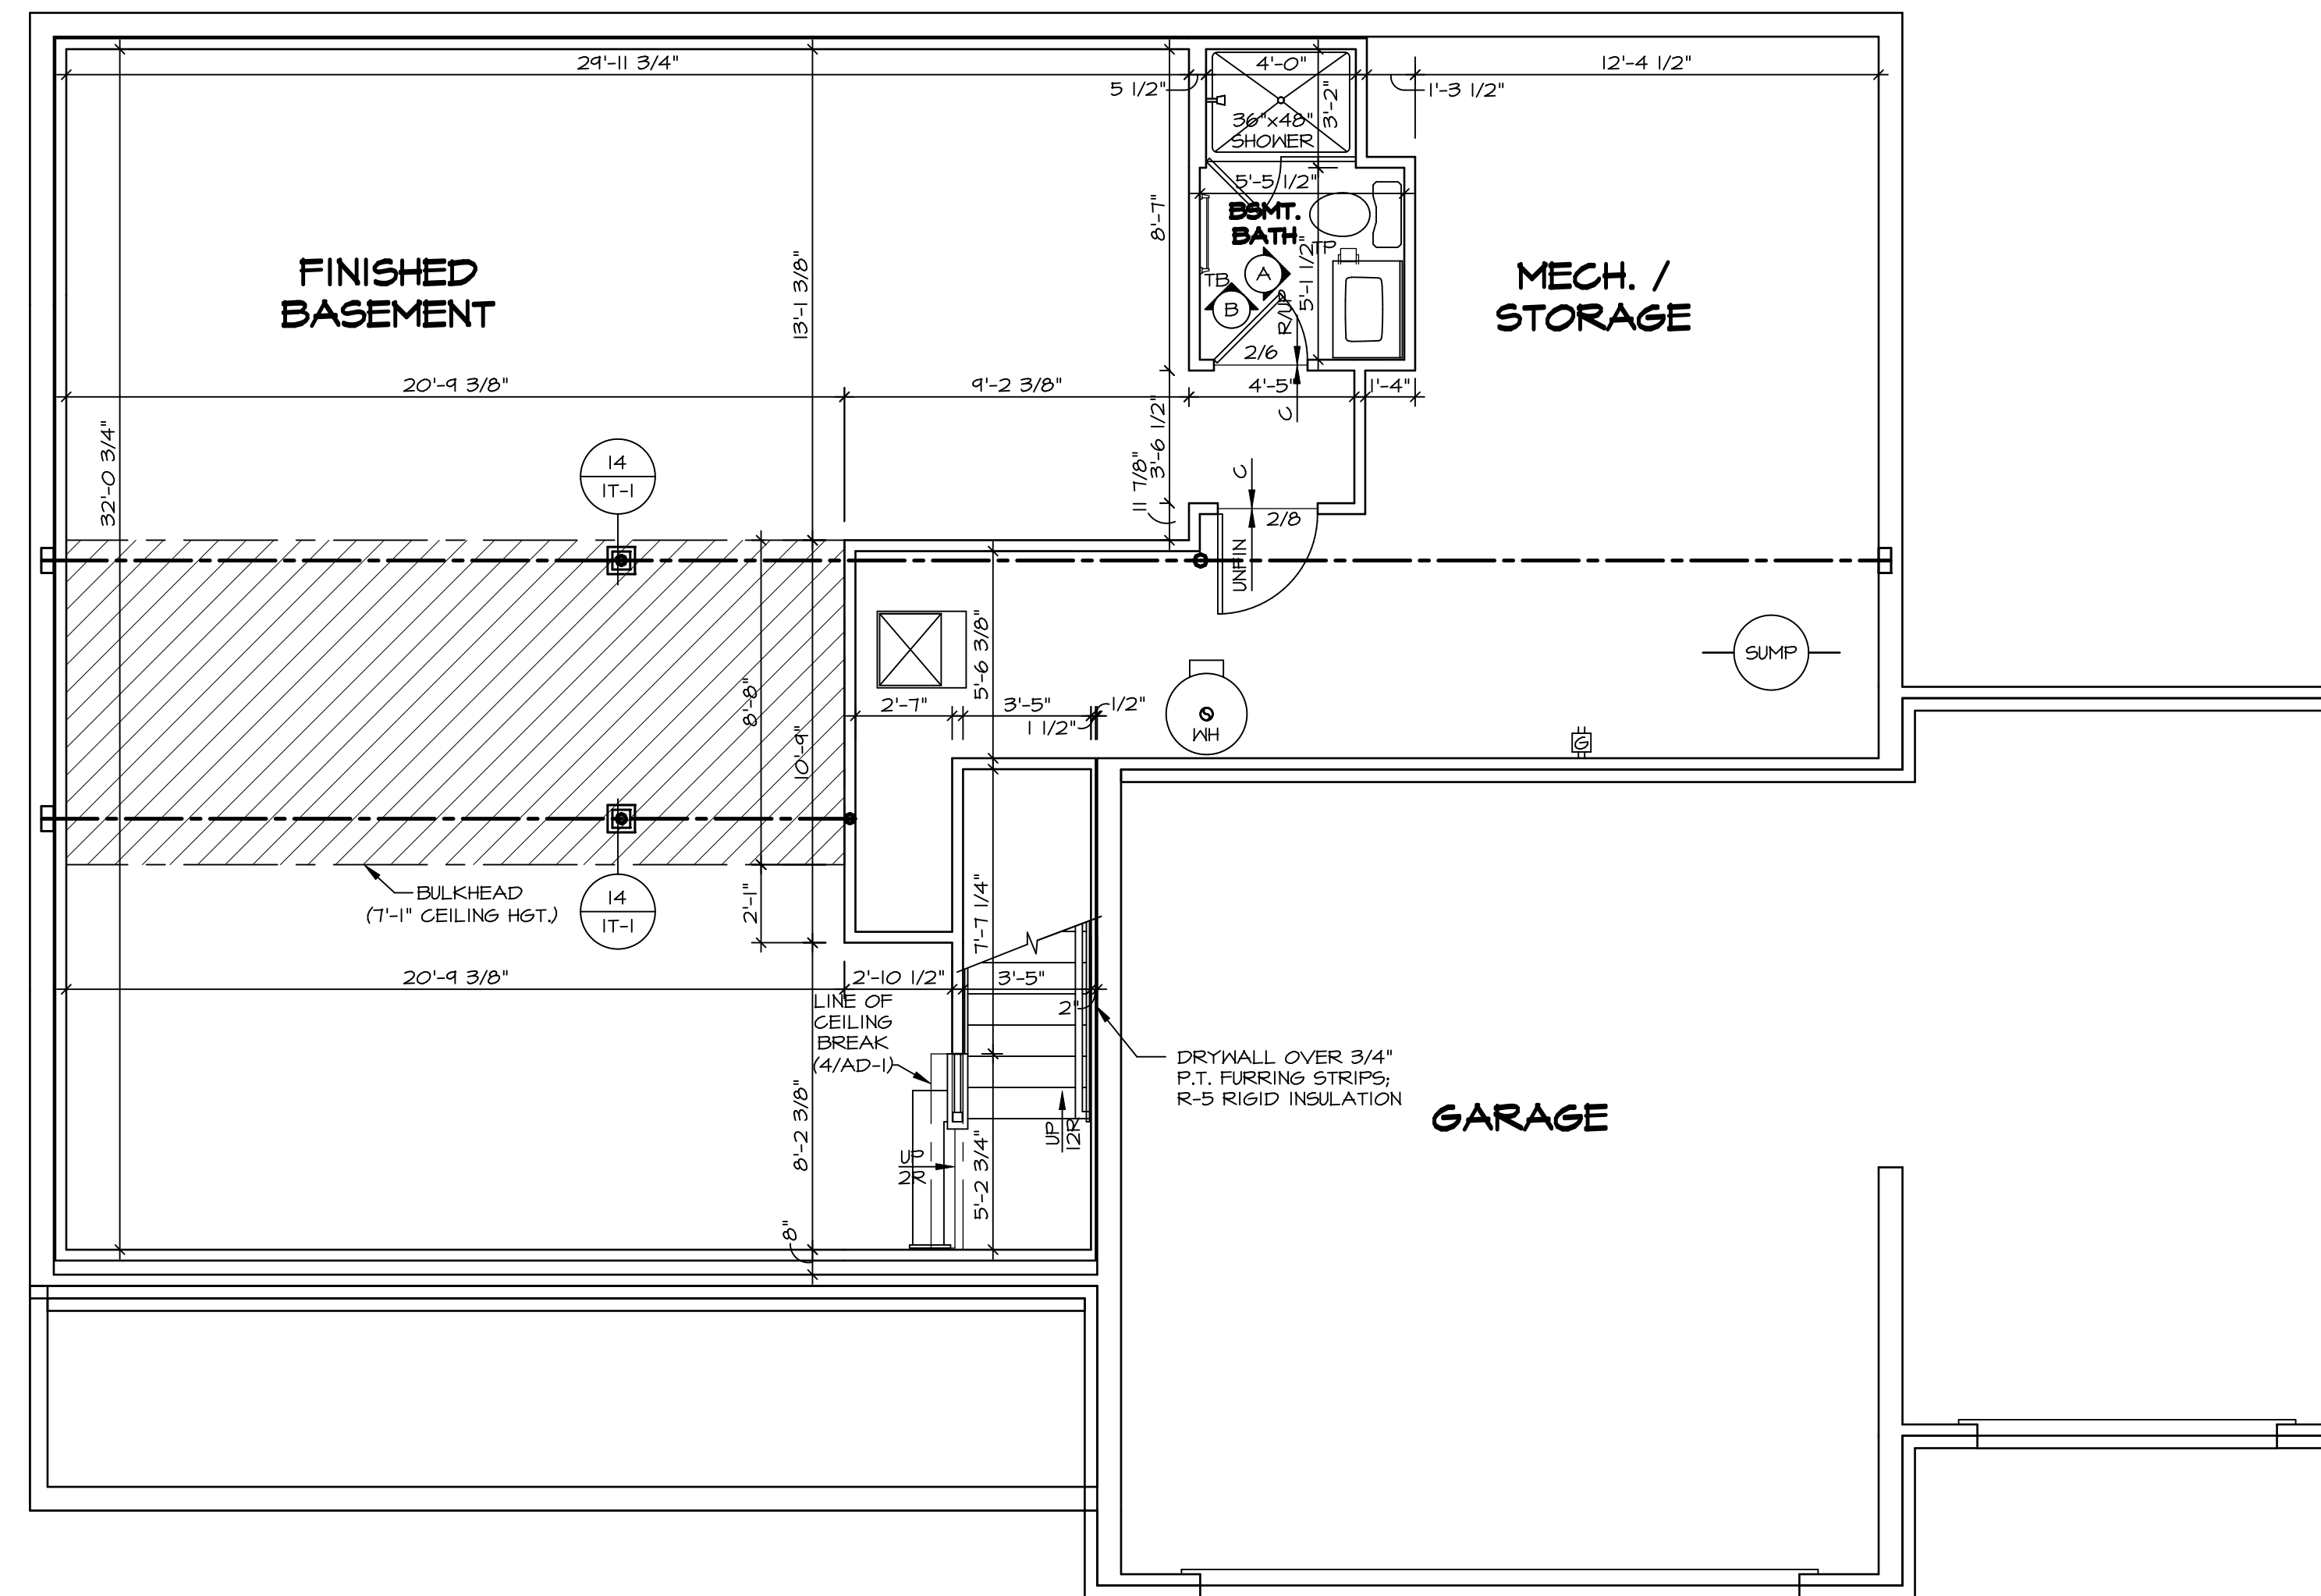 29'-11 3/4"
5 1/2"
4'-0"
1'-3 1/2"
12'-4 1/2"
36"x48"
SHOWER
3'-2"
5'-5 1/2"
8'-7"
BSMT.
BATH
TP
TB
A
B
5'-1 1/2"
R/UP
2/6
FINISHED
BASEMENT
13'-1 3/8"
MECH. /
STORAGE
20'-9 3/8"
9'-2 3/8"
4'-5"
1'-4"
C
32'-0 3/4"
3'-6 1/2"
11 7/8"
14
1T-1
C
2/8
UNFIN
5'-6 3/8"
SUMP
8'-8"
10'-9"
2'-7"
3'-5"
1/2"
1 1/2"
WH
G
BULKHEAD
(7'-1" CEILING HGT.)
14
1T-1
2'-1"
7'-7 1/4"
20'-9 3/8"
2'-10 1/2"
3'-5"
2"
LINE OF
CEILING
BREAK
(4/AD-1)
DRYWALL OVER 3/4"
P.T. FURRING STRIPS;
R-5 RIGID INSULATION
GARAGE
8'-2 3/8"
UP
2R
5'-2 3/4"
UP
12R
8"